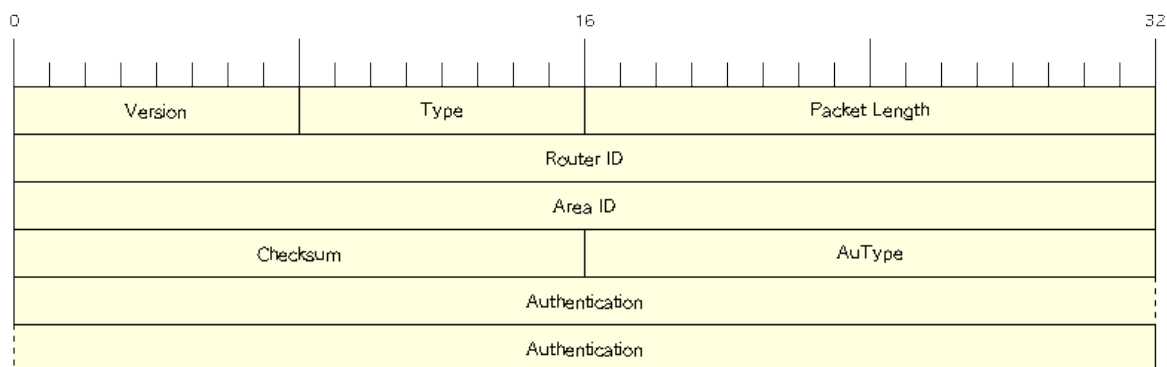 0 16 32
Version Type Packet Length
Router ID
Area ID
Checksum AuType
Authentication
Authentication